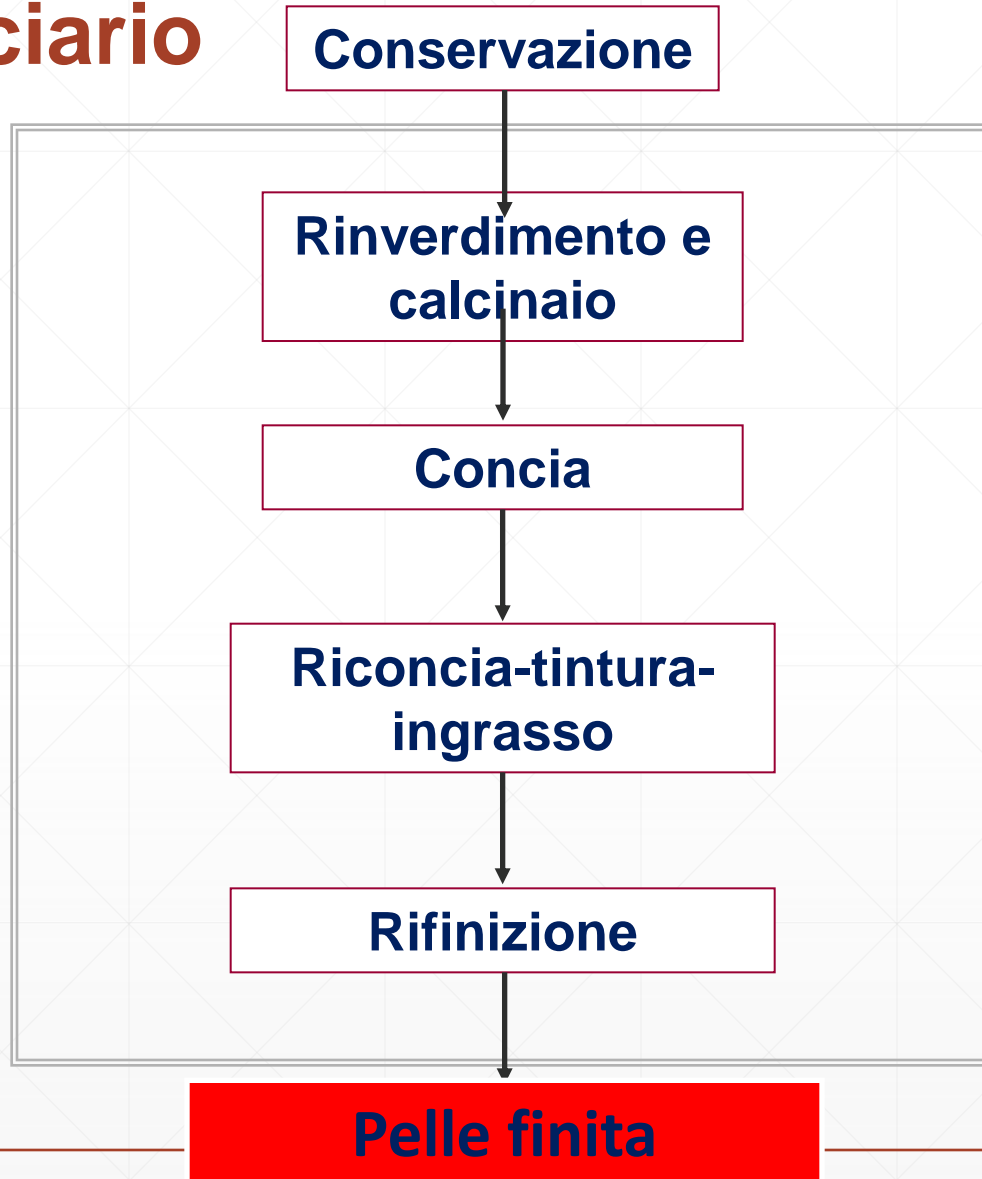 ciario
Conservazione
Rinverdimento e
calcinaio
Concia
Riconcia-tintura-
ingrasso
Rifinizione
Pelle finita